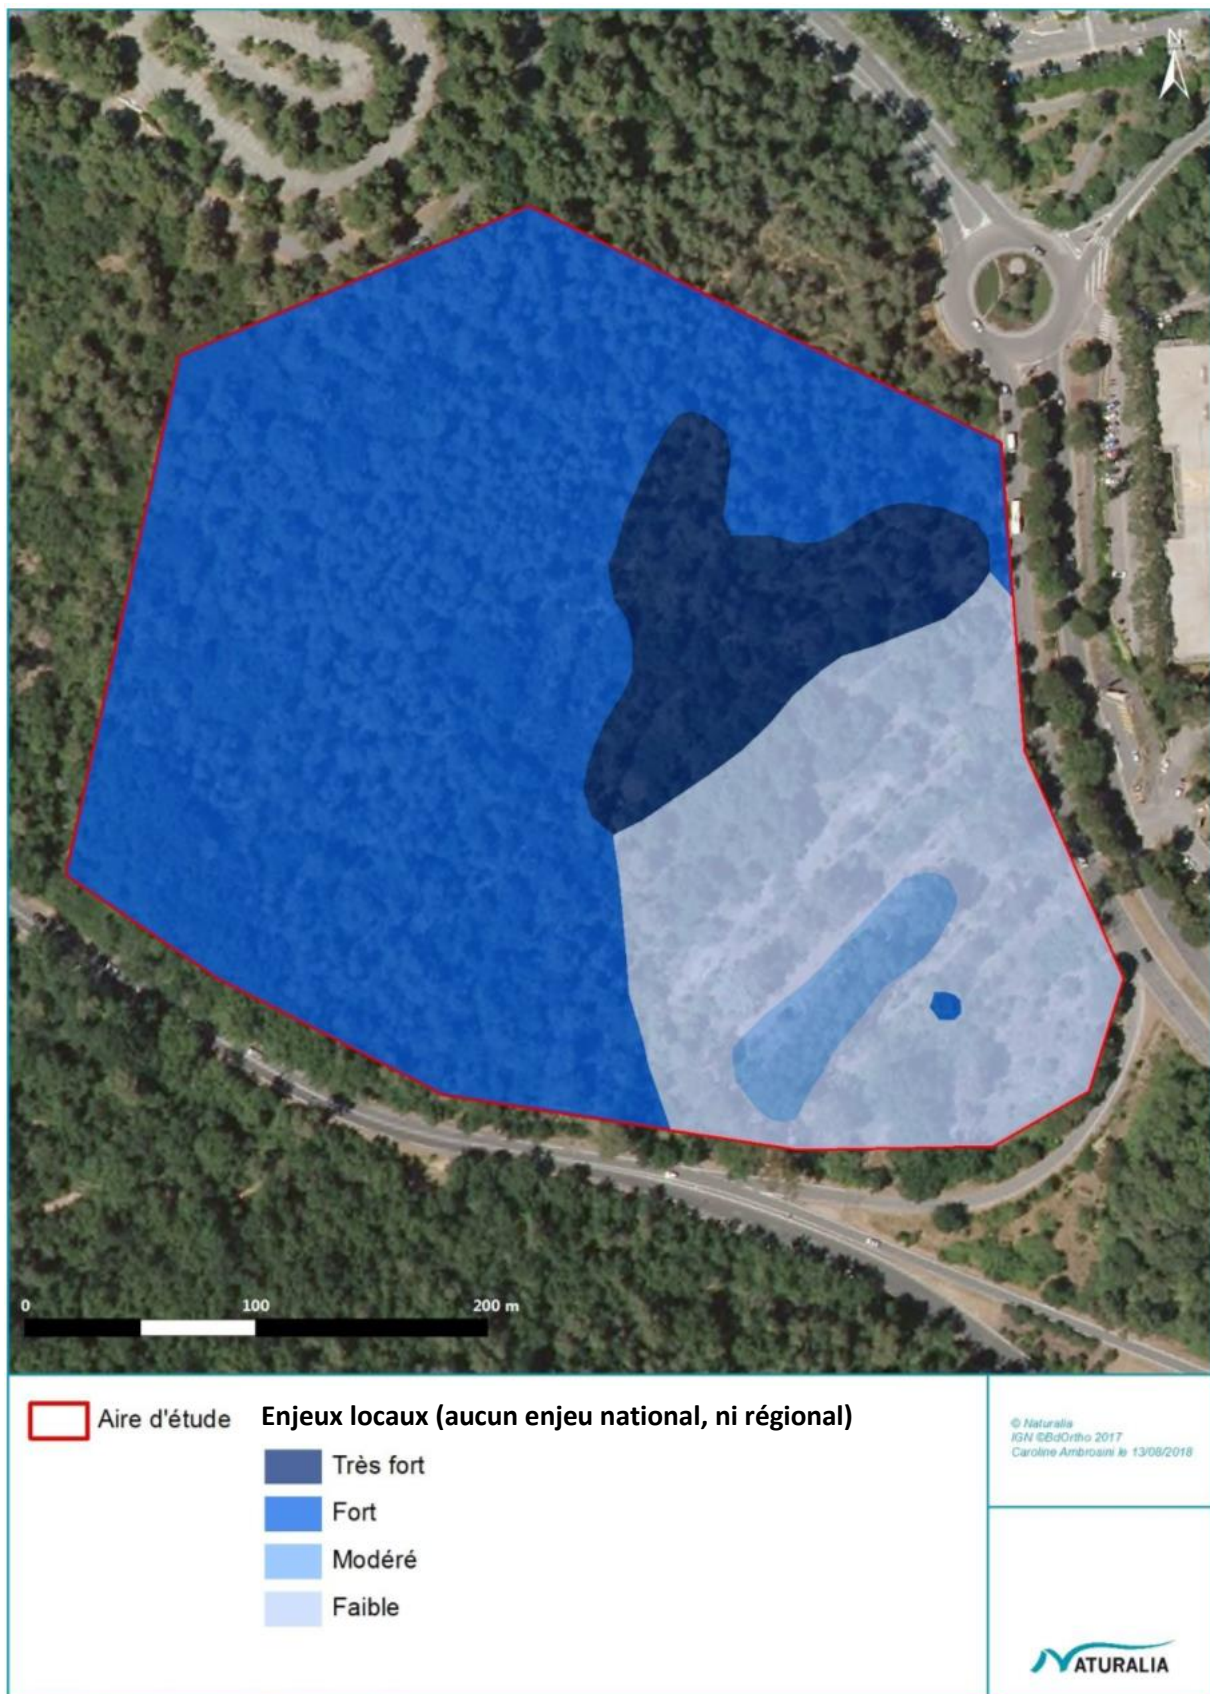 N
0 100 200 m
Aire d'étude
Enjeux locaux (aucun enjeu national, ni régional)
Très fort
Fort
Modéré
Faible
© Naturalia
IGN ©BdOrtho 2017
Caroline Ambrosini le 13/08/2018
NATURALIA